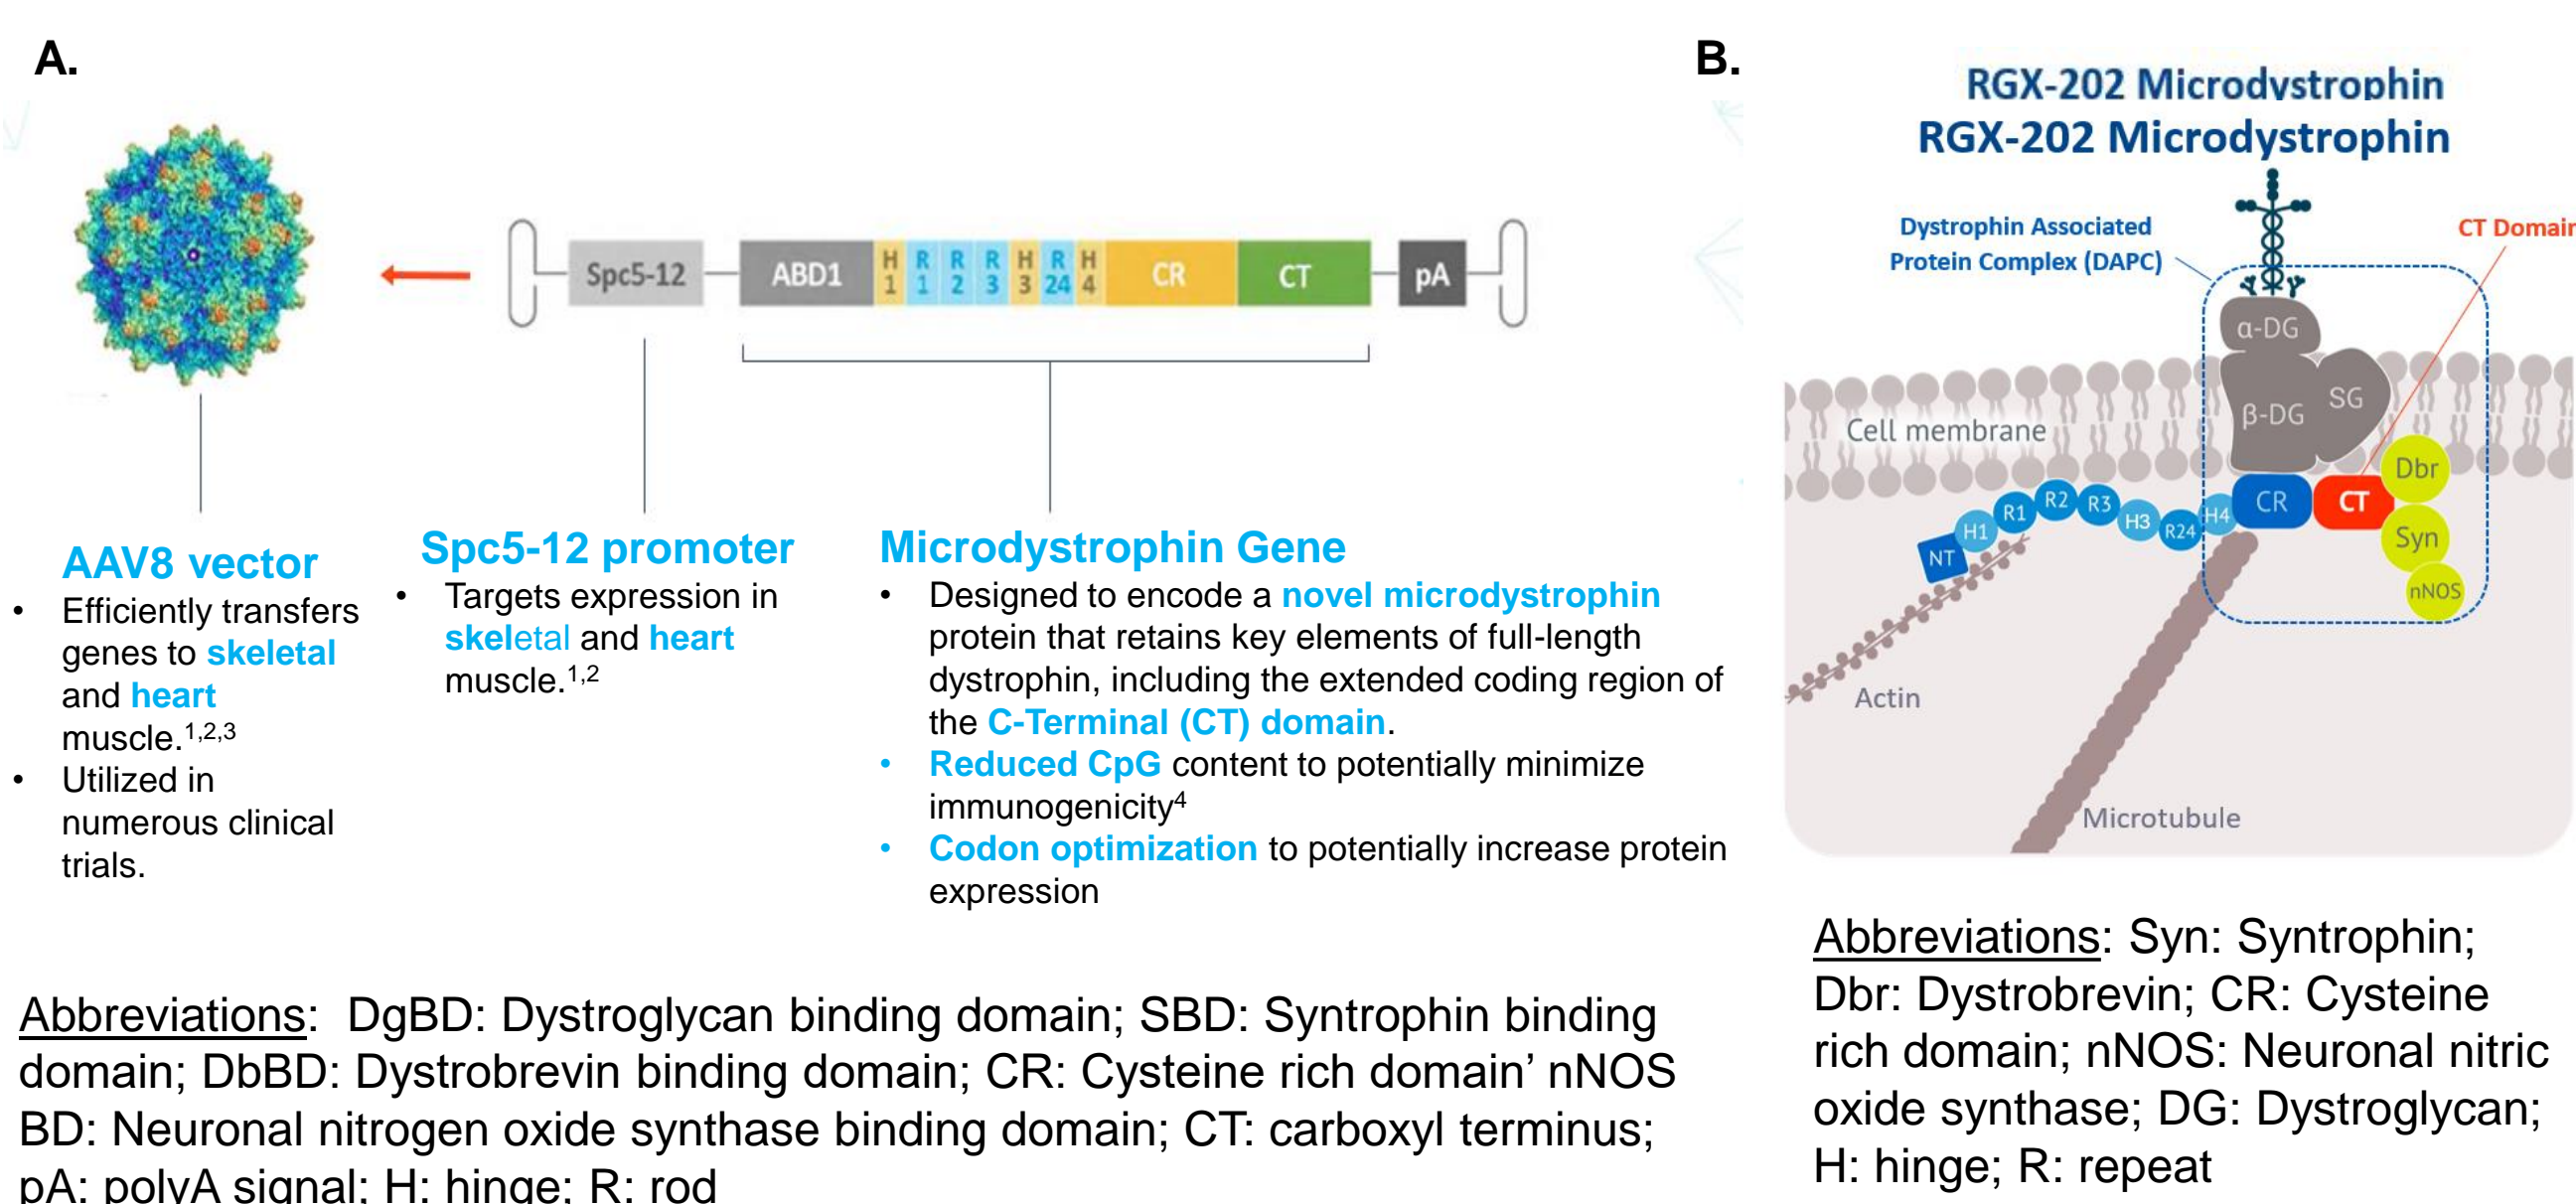 A.
Spc5-12
ABD1
H
1
R
1
R
2
R
3
H
3
R
24
H
4
CR
CT
pA
AAV8 vector
• Efficiently transfers
genes to skeletal
and heart
muscle.1,2,3
• Utilized in
numerous clinical
trials.
Spc5-12 promoter
• Targets expression in
skeletal and heart
muscle.1,2
Microdystrophin Gene
• Designed to encode a novel microdystrophin
protein that retains key elements of full-length
dystrophin, including the extended coding region of
the C-Terminal (CT) domain.
• Reduced CpG content to potentially minimize
immunogenicity4
• Codon optimization to potentially increase protein
expression
Abbreviations: DgBD: Dystroglycan binding domain; SBD: Syntrophin binding
domain; DbBD: Dystrobrevin binding domain; CR: Cysteine rich domain’ nNOS
BD: Neuronal nitrogen oxide synthase binding domain; CT: carboxyl terminus;
pA: polyA signal; H: hinge; R: rod
B.
RGX-202 Microdystrophin
RGX-202 Microdystrophin
Dystrophin Associated
Protein Complex (DAPC)
CT Domain
α-DG
β-DG
SG
Cell membrane
Dbr
CR
CT
Syn
nNOS
NT
H1
R1
R2
R3
H3
R24
H4
Actin
Microtubule
Abbreviations: Syn: Syntrophin;
Dbr: Dystrobrevin; CR: Cysteine
rich domain; nNOS: Neuronal nitric
oxide synthase; DG: Dystroglycan;
H: hinge; R: repeat